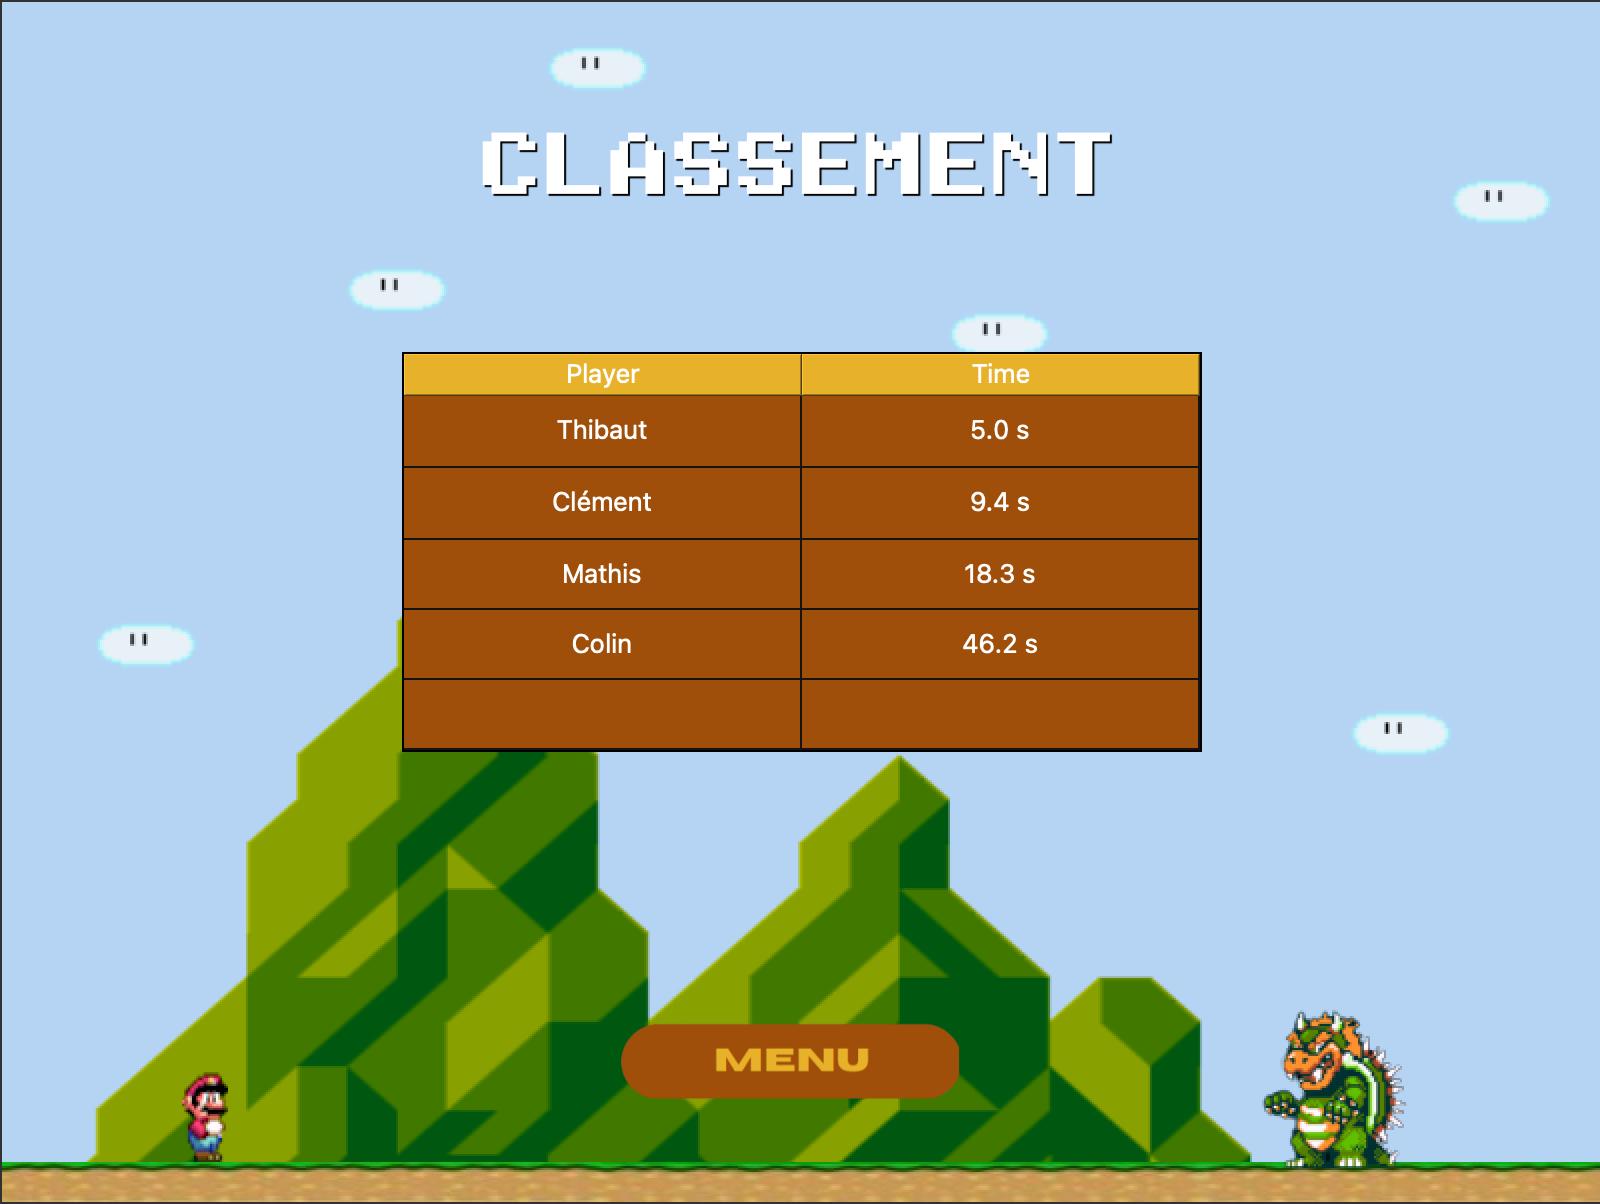 CLASSEMENT
Player Time
Thibaut 5.0 s
Clément 9.4 s
Mathis 18.3 s
Colin 46.2 s
MENU